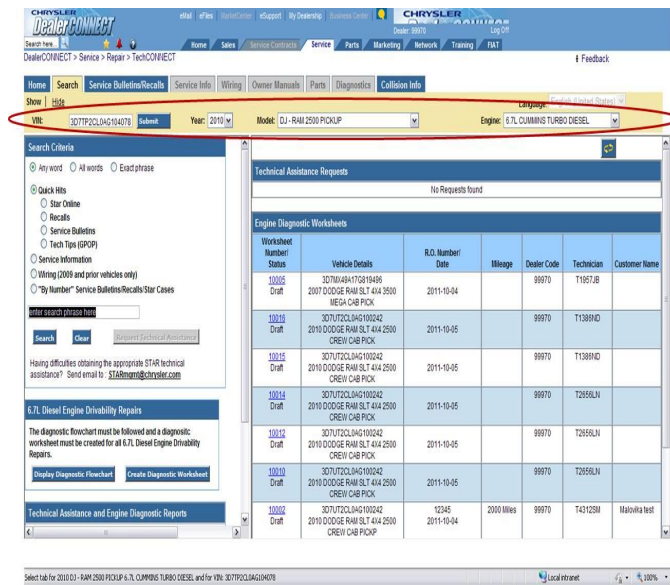 CHRYSLER
DealerCONNECT
eMail | eFiles | MarketCenter | eSupport | My Dealership | Business Center |
CHRYSLER
Dealer: 99970 Log Off
Search here...
Home Sales Service Contracts Service Parts Marketing Network Training FIAT
DealerCONNECT > Service > Repair > TechCONNECT
Feedback
Home Search Service Bulletins/Recalls Service Info Wiring Owner Manuals Parts Diagnostics Collision Info
Show | Hide
Language: English (United States)
VIN: 3D7TP2CL0AG104078 Submit Year: 2010 Model: DJ - RAM 2500 PICKUP Engine: 6.7L CUMMINS TURBO DIESEL
Search Criteria
Any word All words Exact phrase
Quick Hits
Star Online
Recalls
Service Bulletins
Tech Tips (GPOP)
Service Information
Wiring (2009 and prior vehicles only)
"By Number" Service Bulletins/Recalls/Star Cases
enter search phrase here
Search Clear Request Technical Assistance
Having difficulties obtaining the appropriate STAR technical
assistance? Send email to : STARmgmt@chrysler.com
6.7L Diesel Engine Drivability Repairs
The diagnostic flowchart must be followed and a diagnositc
worksheet must be created for all 6.7L Diesel Engine Drivability
Repairs.
Display Diagnostic Flowchart Create Diagnostic Worksheet
Technical Assistance and Engine Diagnostic Reports
Technical Assistance Requests
No Requests found
Engine Diagnostic Worksheets
Worksheet Number/ Status Vehicle Details R.O. Number/ Date Mileage Dealer Code Technician Customer Name
10005 3D7MX49A17G819496 99970 T1957JB
Draft 2007 DODGE RAM SLT 4X4 3500 2011-10-04
MEGA CAB PICK
10016 3D7UT2CL0AG100242 99970 T1386ND
Draft 2010 DODGE RAM SLT 4X4 2500 2011-10-05
CREW CAB PICK
10015 3D7UT2CL0AG100242 99970 T1386ND
Draft 2010 DODGE RAM SLT 4X4 2500 2011-10-05
CREW CAB PICK
10014 3D7UT2CL0AG100242 99970 T2656LN
Draft 2010 DODGE RAM SLT 4X4 2500 2011-10-05
CREW CAB PICK
10012 3D7UT2CL0AG100242 99970 T2656LN
Draft 2010 DODGE RAM SLT 4X4 2500 2011-10-05
CREW CAB PICK
10010 3D7UT2CL0AG100242 99970 T2656LN
Draft 2010 DODGE RAM SLT 4X4 2500 2011-10-05
CREW CAB PICK
10002 3D7UT2CL0AG100242 12345 2000 Miles 99970 T4312SM Malovika test
Draft 2010 DODGE RAM SLT 4X4 2500 2011-10-04
CREW CAB PICKP
Select tab for 2010 DJ - RAM 2500 PICKUP 6.7L CUMMINS TURBO DIESEL and for VIN: 3D7TP2CL0AG104078
Local intranet 100%